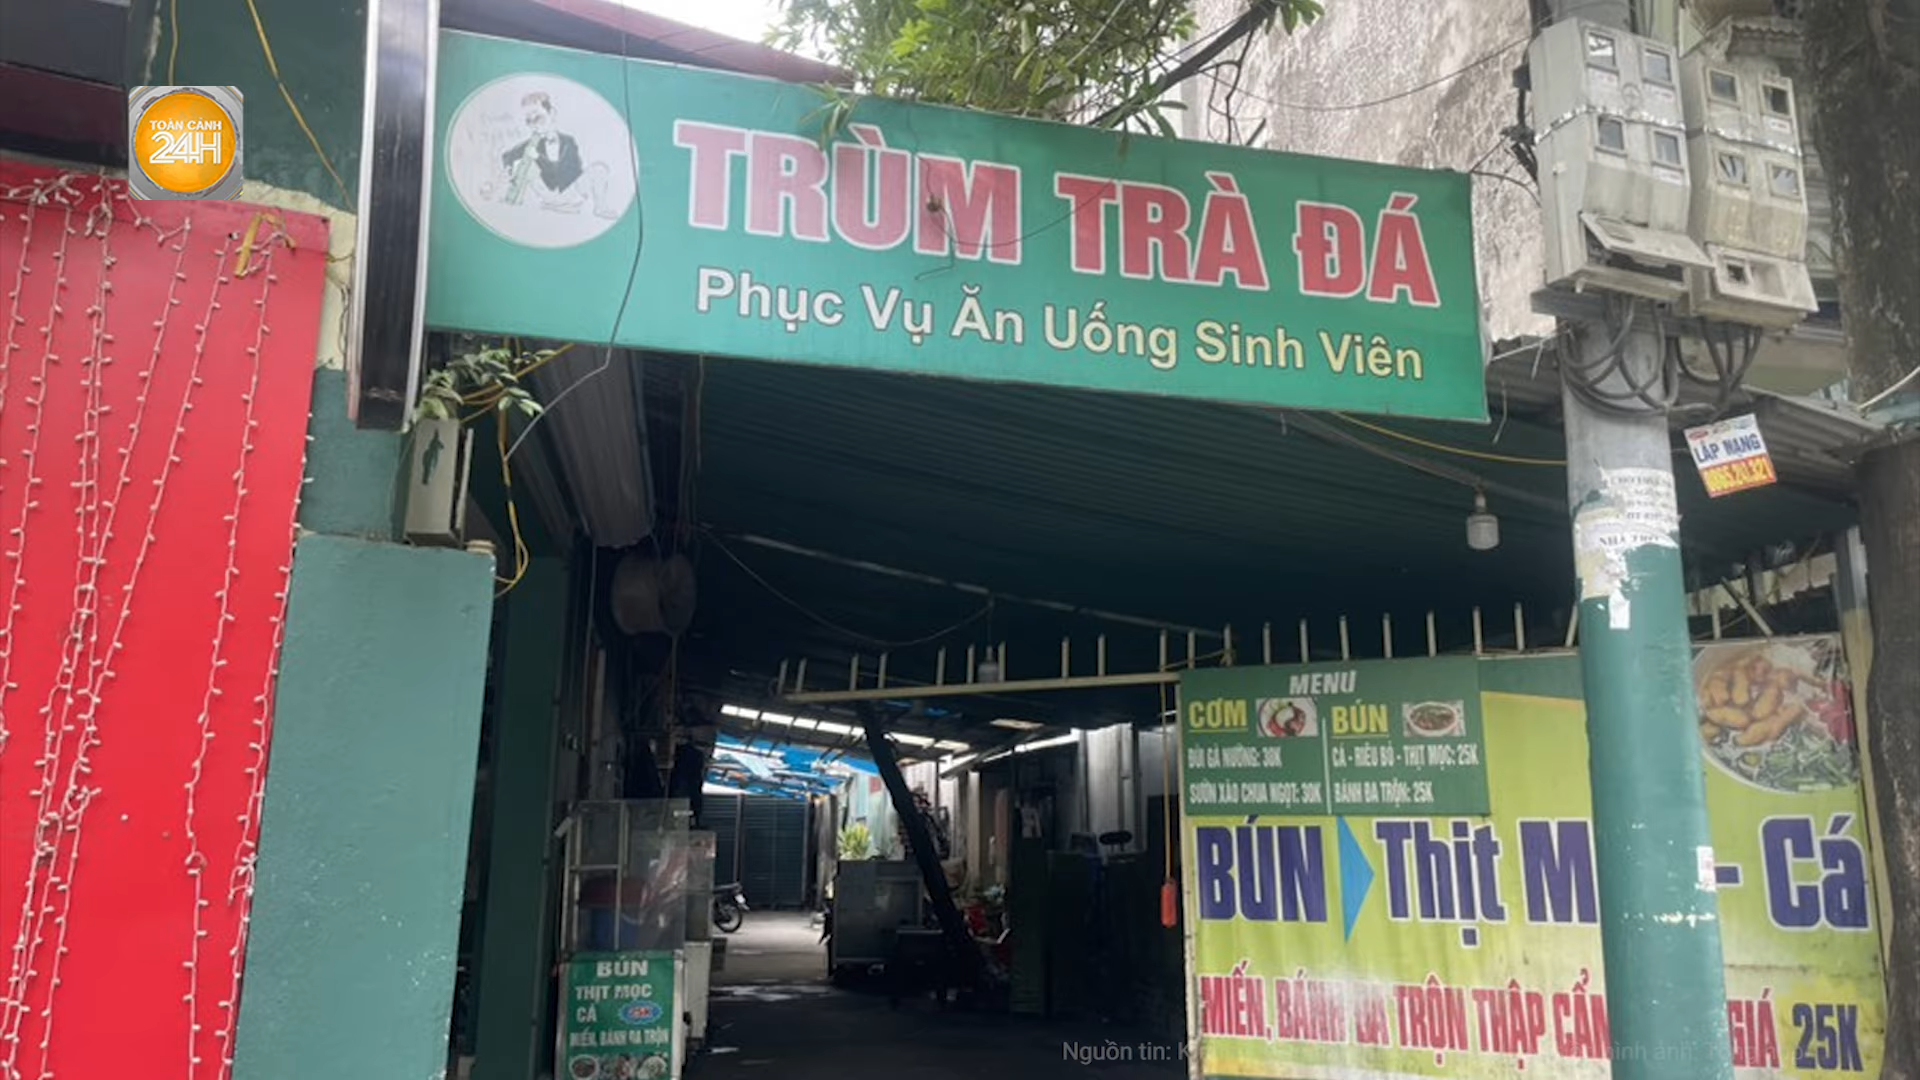 TOÀN CẢNH
24H
TRÙM TRÀ ĐÁ
Phục Vụ Ăn Uống Sinh Viên
LẮP MẠNG
MENU
CƠM
ĐÙI GÀ NƯỚNG: 30K
SƯỜN XÀO CHUA NGỌT: 30K
BÚN
CÁ - RIÊU BÒ - THỊT MỌC: 25K
BÁNH ĐA TRỘN: 25K
BÚN Thịt M - Cá
MIẾN, BÁNH ĐA TRỘN THẬP CẨM GIÁ 25K
BÚN
THỊT MỌC
CÁ 25K
MIẾN, BÁNH ĐA TRỘN
Nguồn tin: